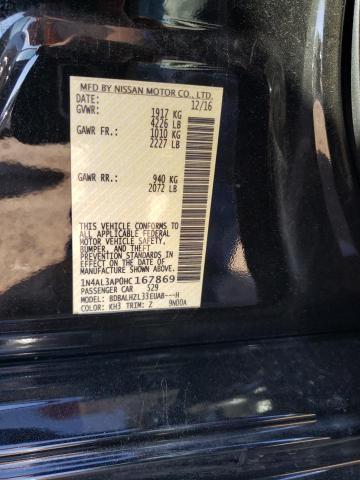 MFD BY NISSAN MOTOR CO., LTD.
DATE: 12/16
GVWR: 1917 KG
4226 LB
GAWR FR.: 1010 KG
2227 LB
GAWR RR.: 940 KG
2072 LB
THIS VEHICLE CONFORMS TO
ALL APPLICABLE FEDERAL
MOTOR VEHICLE SAFETY,
BUMPER, AND THEFT
PREVENTION STANDARDS IN
EFFECT ON THE DATE OF
MANUFACTURE SHOWN ABOVE.
1N4AL3AP0HC167869
PASSENGER CAR 529
MODEL: BDBALHZL33EUAB---H
COLOR: KH3 TRIM: Z 9N00A